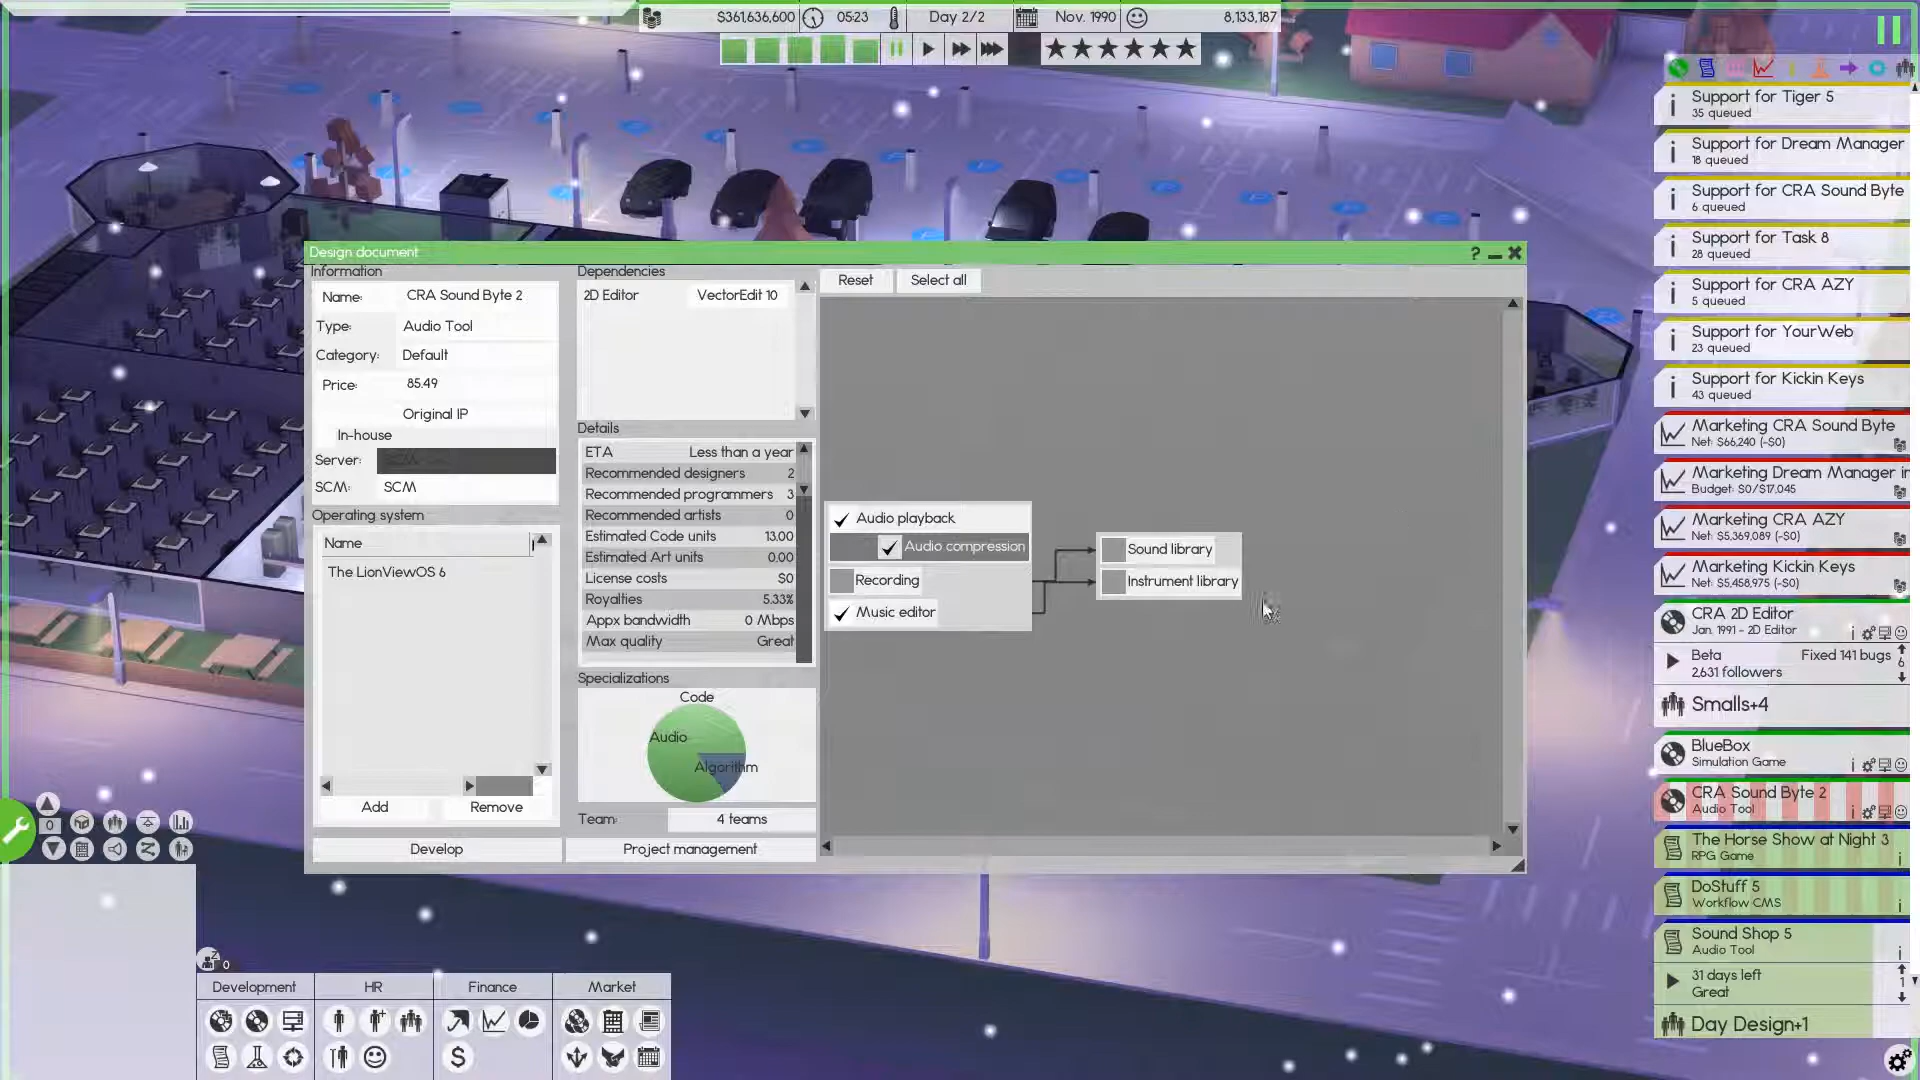 $361,636,600
05:23
Day 2/2
Nov. 1990
8,133,187
Support for Tiger 5
35 queued
Support for Dream Manager
18 queued
Support for CRA Sound Byte
6 queued
Support for Task 8
28 queued
Support for CRA AZY
5 queued
Support for YourWeb
23 queued
Support for Kickin Keys
43 queued
Marketing CRA Sound Byte
Net: $66,240 (-$0)
Marketing Dream Manager in
Budget: $0/$17,045
Marketing CRA AZY
Net: $5,369,089 (-$0)
Marketing Kickin Keys
Net: $5,458,975 (-$0)
CRA 2D Editor
Jan. 1991 - 2D Editor
Beta
Fixed 141 bugs
6
2,631 followers
Smalls+4
BlueBox
Simulation Game
CRA Sound Byte 2
Audio Tool
The Horse Show at Night 3
RPG Game
DoStuff 5
Workflow CMS
Sound Shop 5
Audio Tool
31 days left
1
Great
Day Design+1
Design document
?
Information
Name: CRA Sound Byte 2
Type: Audio Tool
Category: Default
Price: 85.49
Original IP
In-house
Server:
SCM: SCM
Operating system
Name
The LionViewOS 6
Add
Remove
Develop
Dependencies
2D Editor VectorEdit 10
Details
ETA Less than a year
Recommended designers 2
Recommended programmers 3
Recommended artists 0
Estimated Code units 13.00
Estimated Art units 0.00
License costs $0
Royalties 5.33%
Appx bandwidth 0 Mbps
Max quality Great
Specializations
Code
Audio
Algorithm
Team: 4 teams
Project management
Reset
Select all
Audio playback
Audio compression
Recording
Music editor
Sound library
Instrument library
0
0
Development
HR
Finance
Market